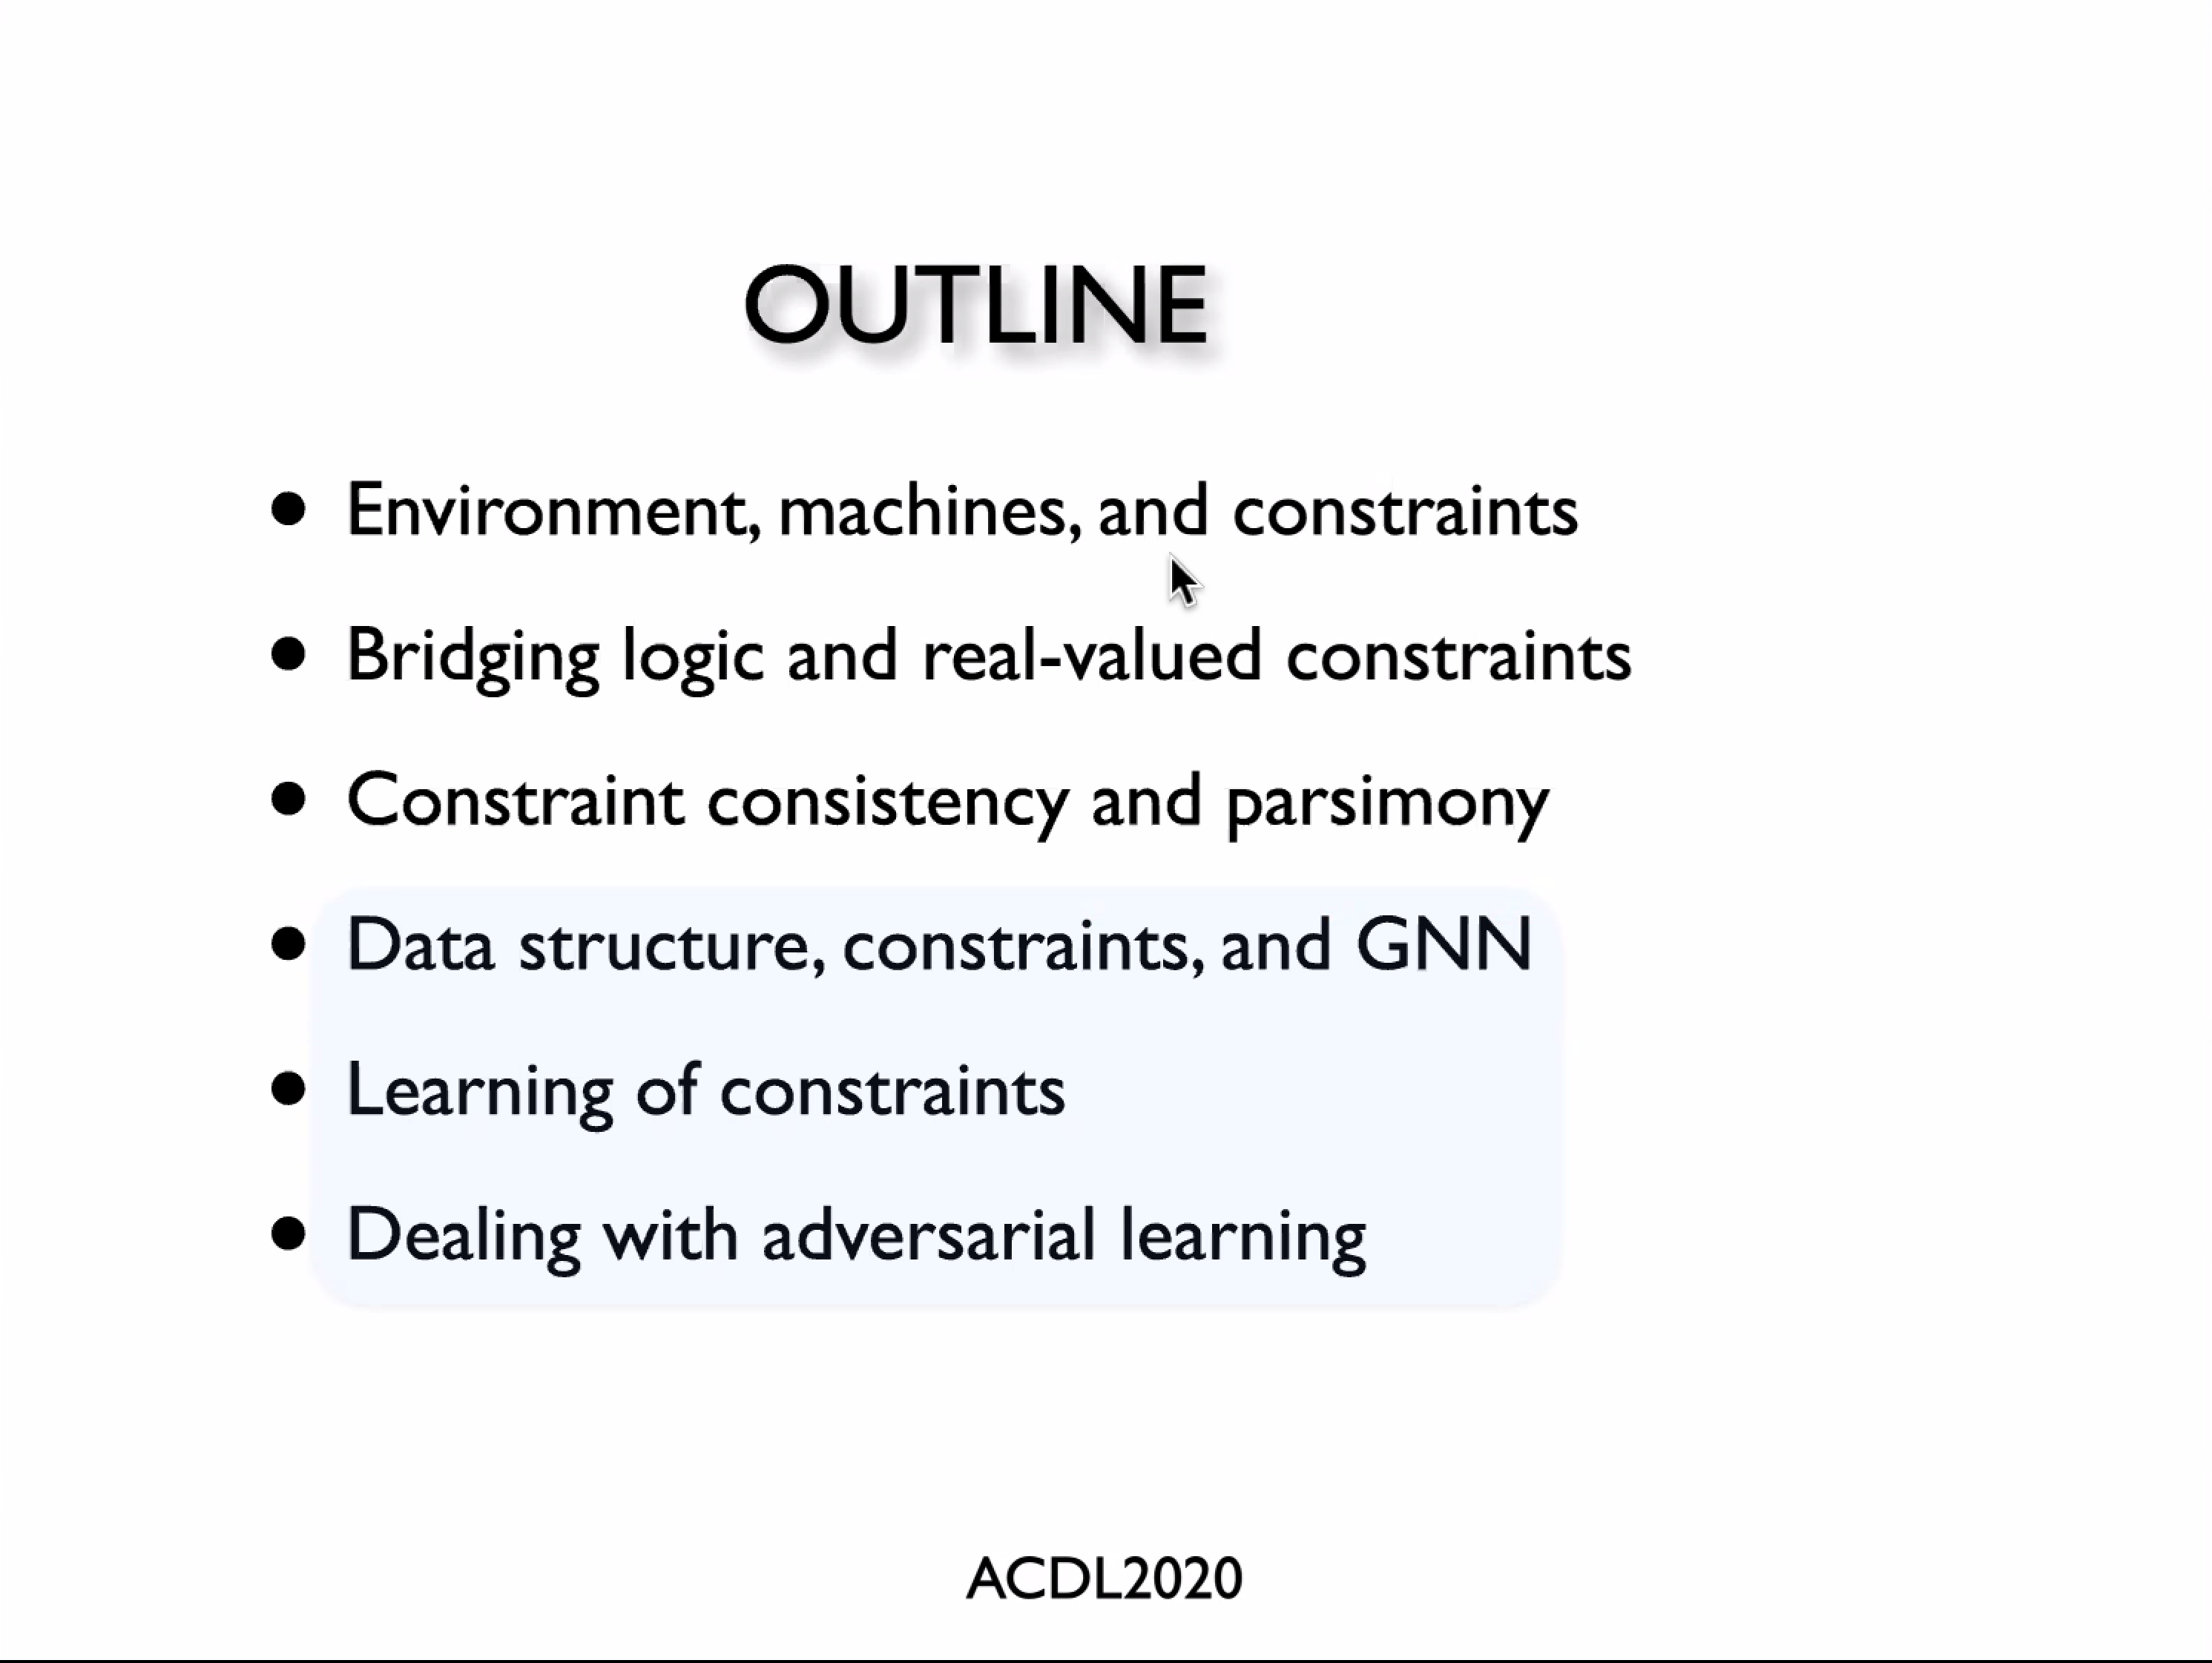 OUTLINE
• Environment, machines, and constraints
• Bridging logic and real-valued constraints
• Constraint consistency and parsimony
• Data structure, constraints, and GNN
• Learning of constraints
• Dealing with adversarial learning
ACDL2020